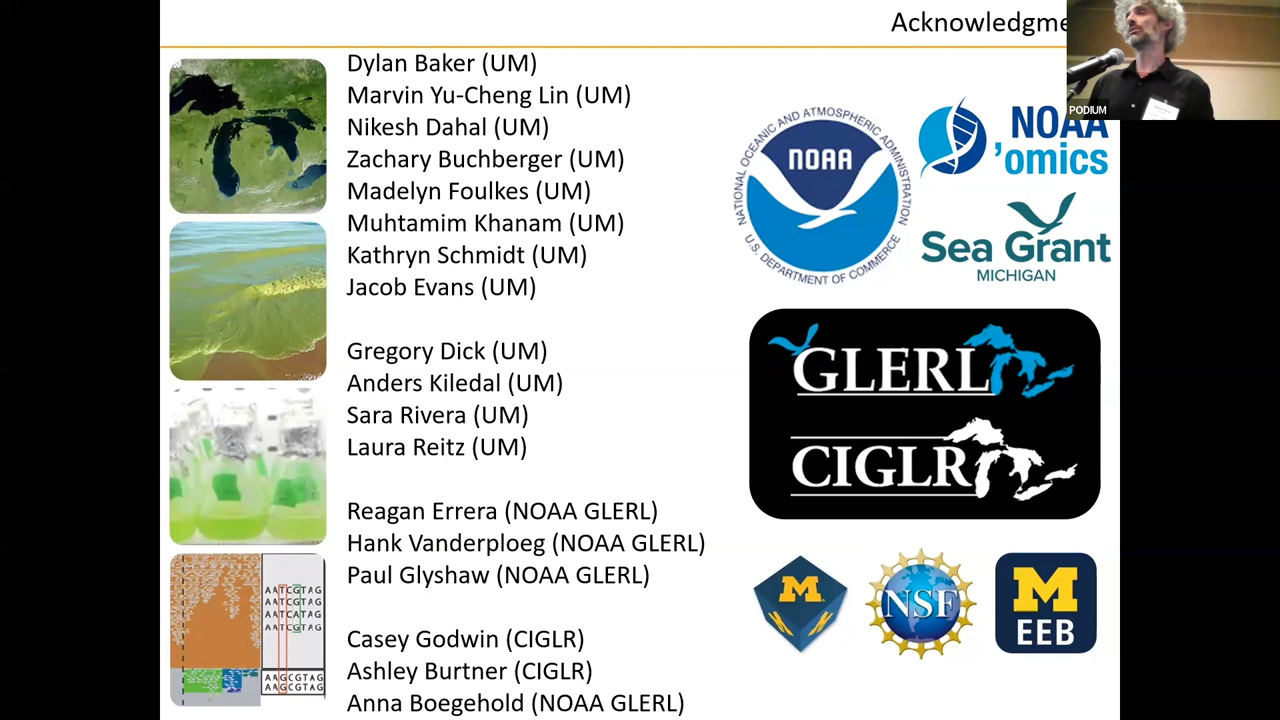 Acknowledgme
PODIUM
Dylan Baker (UM)
Marvin Yu-Cheng Lin (UM)
Nikesh Dahal (UM)
Zachary Buchberger (UM)
Madelyn Foulkes (UM)
Muhtamim Khanam (UM)
Kathryn Schmidt (UM)
Jacob Evans (UM)
Gregory Dick (UM)
Anders Kiledal (UM)
Sara Rivera (UM)
Laura Reitz (UM)
Reagan Errera (NOAA GLERL)
Hank Vanderploeg (NOAA GLERL)
Paul Glyshaw (NOAA GLERL)
Casey Godwin (CIGLR)
Ashley Burtner (CIGLR)
Anna Boegehold (NOAA GLERL)
NATIONAL OCEANIC AND ATMOSPHERIC ADMINISTRATION
NOAA
U.S. DEPARTMENT OF COMMERCE
NOAA
'omics
Sea Grant
MICHIGAN
GLERL
CIGLR
M
NSF
M
EEB
AATCGTAG
AATCGTAG
AATCATAG
AATCGTAG
AAGCGTAG
AAGCGTAG